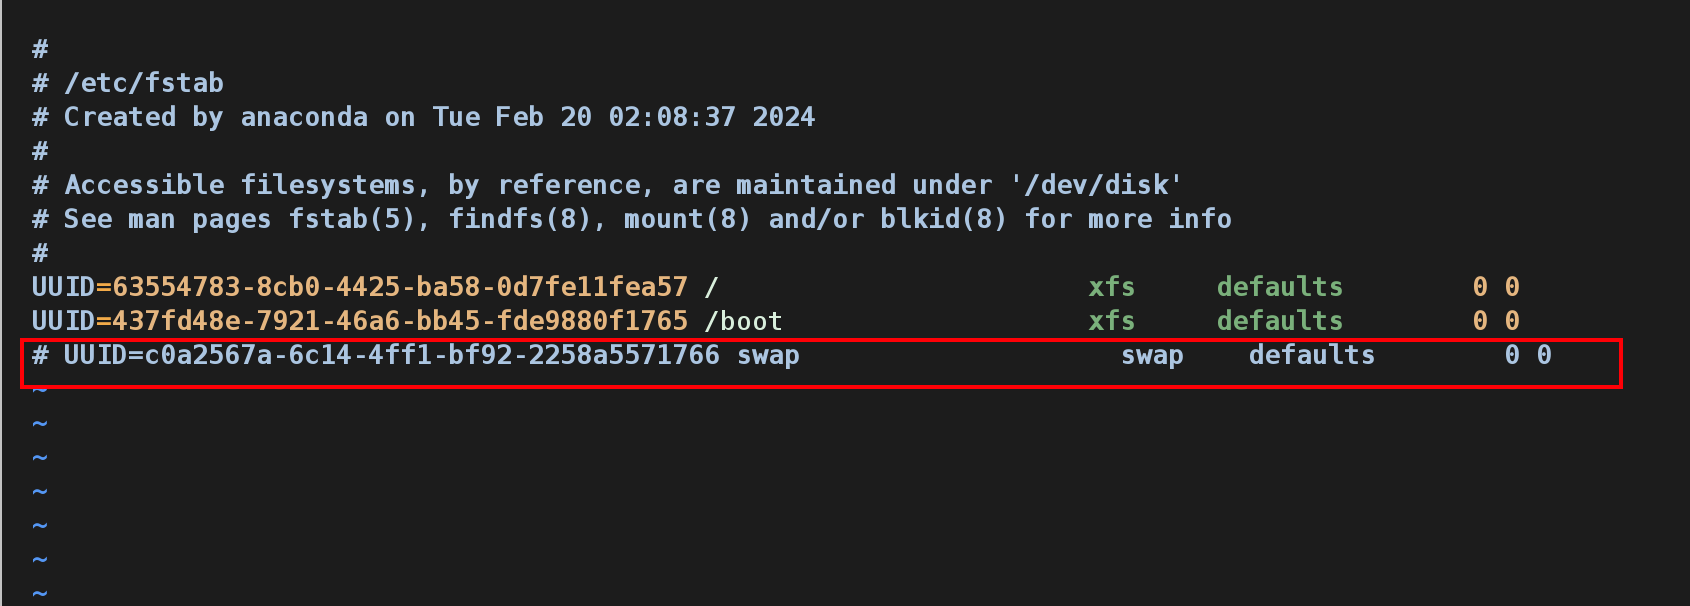 #
# /etc/fstab
# Created by anaconda on Tue Feb 20 02:08:37 2024
#
# Accessible filesystems, by reference, are maintained under '/dev/disk'
# See man pages fstab(5), findfs(8), mount(8) and/or blkid(8) for more info
#
UUID=63554783-8cb0-4425-ba58-0d7fe11fea57 /                       xfs     defaults        0 0
UUID=437fd48e-7921-46a6-bb45-fde9880f1765 /boot                   xfs     defaults        0 0
# UUID=c0a2567a-6c14-4ff1-bf92-2258a5571766 swap                    swap    defaults        0 0
~
~
~
~
~
~
~